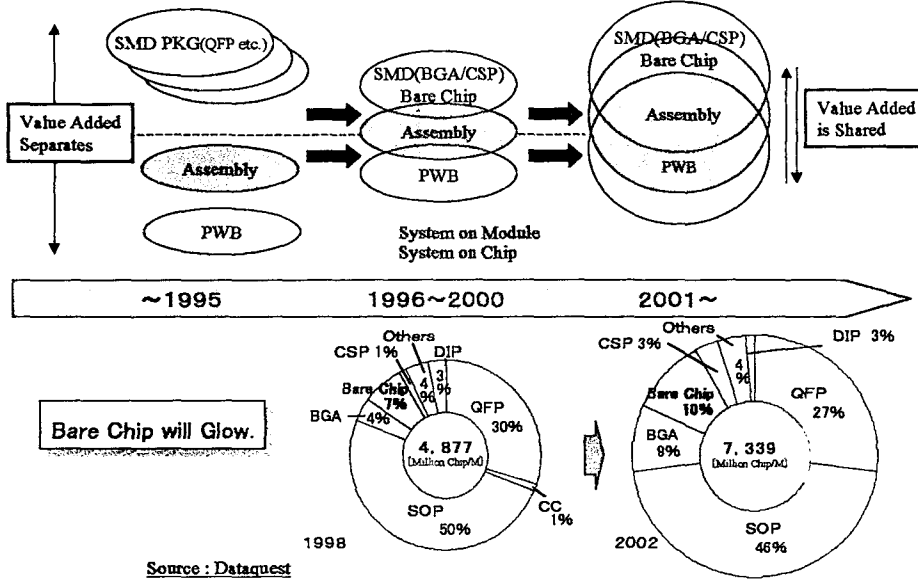 SMD PKG(QFP etc.)
Value Added
Separates
Assembly
PWB
SMD(BGA/CSP)
Bare Chip
Assembly
PWB
System on Module
System on Chip
SMD(BGA/CSP)
Bare Chip
Assembly
PWB
Value Added
is Shared
~1995
1996~2000
2001~
Bare Chip will Glow.
Others
CSP 1%
DIP
4
%
3
%
Bare Chip
7%
BGA
4%
QFP
30%
4, 877
[Million Chip/M]
CC
1%
SOP
50%
1998
Others
CSP 3%
4
%
DIP 3%
Bare Chip
10%
QFP
27%
BGA
8%
7, 339
[Million Chip/M]
SOP
46%
2002
Source : Dataquest